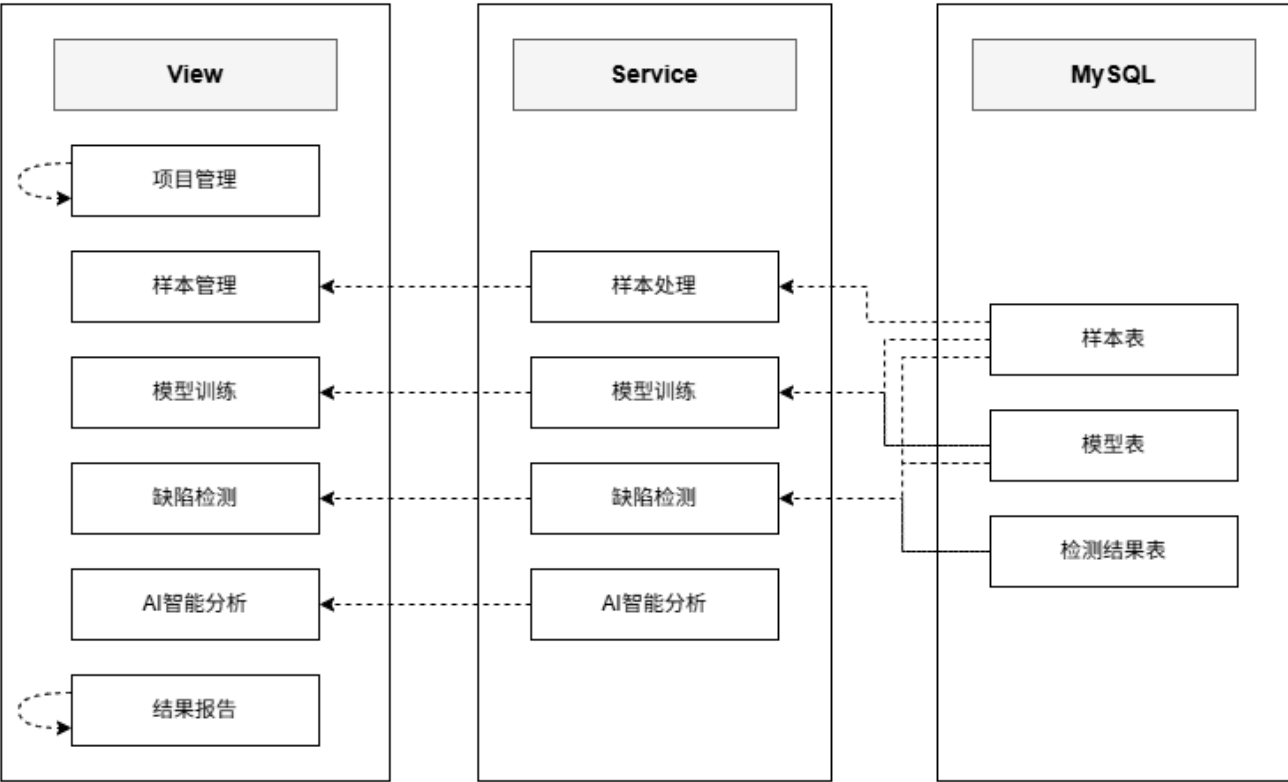 View
项目管理
样本管理
模型训练
缺陷检测
AI智能分析
结果报告
Service
样本处理
模型训练
缺陷检测
AI智能分析
MySQL
样本表
模型表
检测结果表